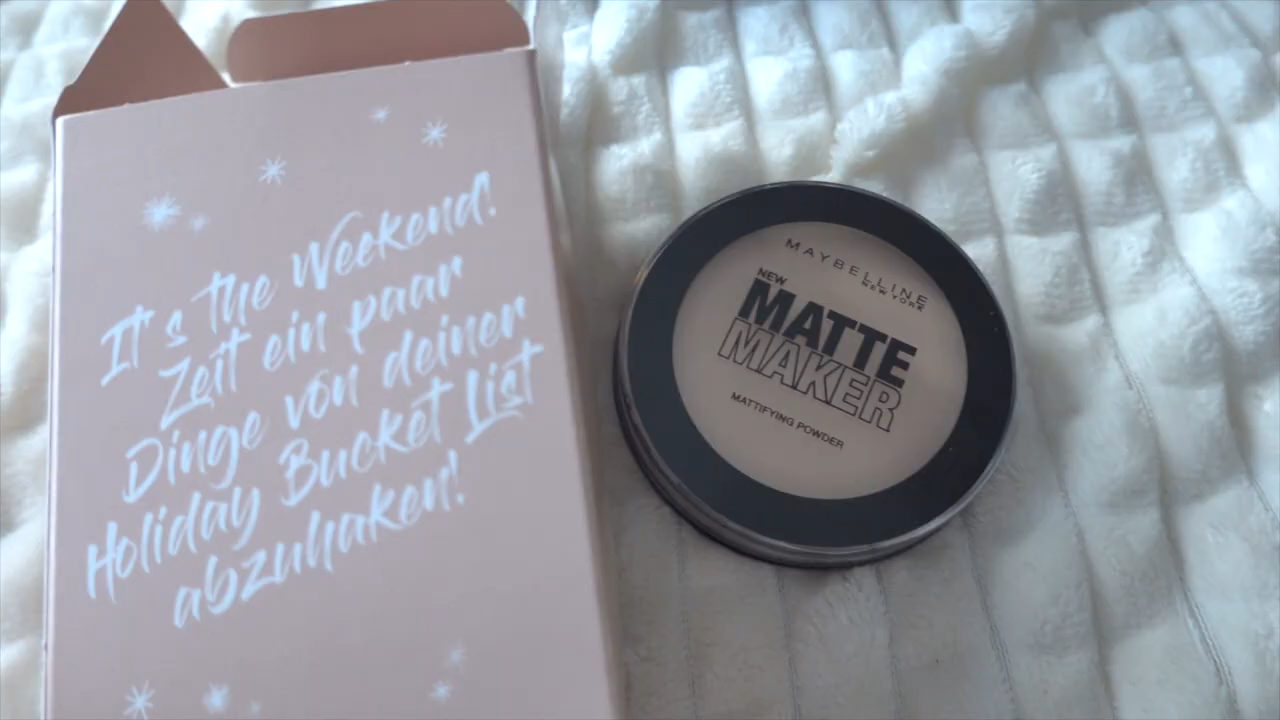 It's the Weekend!
Zeit ein paar
Dinge von deiner
Holiday Bucket List
abzuhaken!
MAYBELLINE
NEW YORK
NEW
MATTE
MAKER
MATTIFYING POWDER